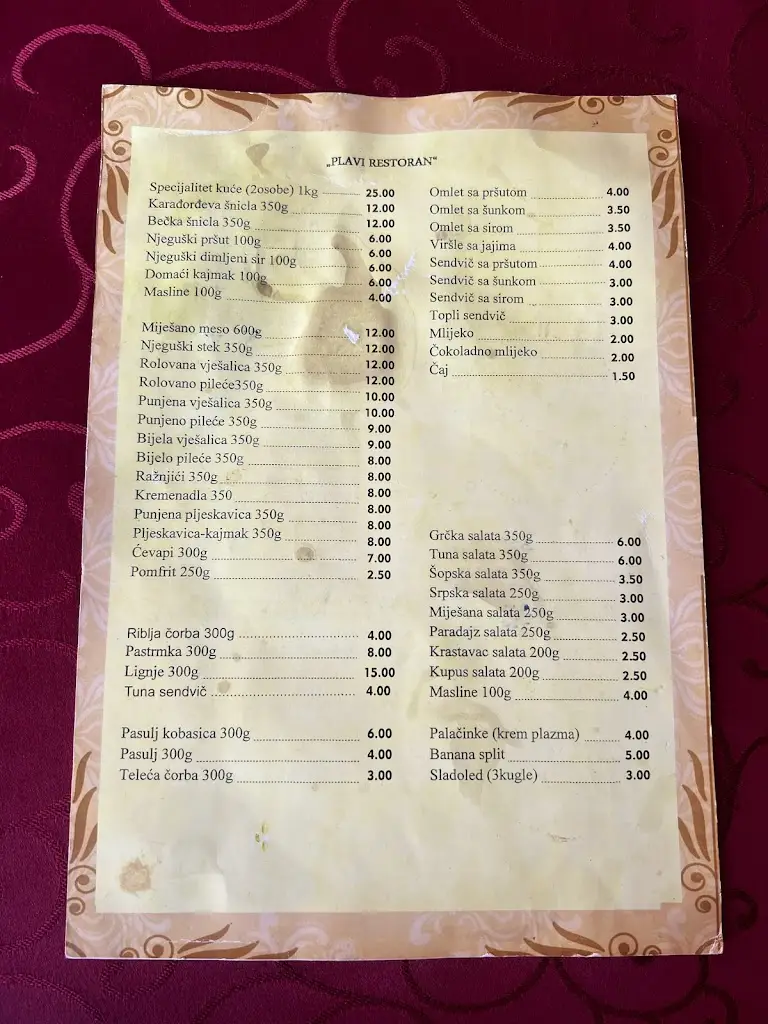 „PLAVI RESTORAN“
Specijalitet kuće (2osobe) 1kg 25.00
Karađorđeva šnicla 350g 12.00
Bečka šnicla 350g 12.00
Njeguški pršut 100g 6.00
Njeguški dimljeni sir 100g 6.00
Domaći kajmak 100g 6.00
Masline 100g 4.00
Miješano meso 600g 12.00
Njeguški stek 350g 12.00
Rolovana vješalica 350g 12.00
Rolovano pileće350g 12.00
10.00
Punjena vješalica 350g 10.00
Punjeno pileće 350g 9.00
Bijela vješalica 350g 9.00
Bijelo pileće 350g 8.00
Ražnjići 350g 8.00
Kremenadla 350 8.00
8.00
Punjena pljeskavica 350g 8.00
Pljeskavica-kajmak 350g 8.00
Ćevapi 300g 7.00
Pomfrit 250g 2.50
Riblja čorba 300g 4.00
Pastrmka 300g 8.00
Lignje 300g 15.00
Tuna sendvič 4.00
Pasulj kobasica 300g 6.00
Pasulj 300g 4.00
Teleća čorba 300g 3.00
Omlet sa pršutom 4.00
Omlet sa šunkom 3.50
Omlet sa sirom 3.50
Viršle sa jajima 4.00
Sendvič sa pršutom 4.00
Sendvič sa šunkom 3.00
Sendvič sa sirom 3.00
Topli sendvič 3.00
Mlijeko 2.00
Čokoladno mlijeko 2.00
Čaj 1.50
Grčka salata 350g 6.00
Tuna salata 350g 6.00
Šopska salata 350g 3.50
Srpska salata 250g 3.00
Miješana salata 250g 3.00
Paradajz salata 250g 2.50
Krastavac salata 200g 2.50
Kupus salata 200g 2.50
Masline 100g 4.00
Palačinke (krem plazma) 4.00
Banana split 5.00
Sladoled (3kugle) 3.00